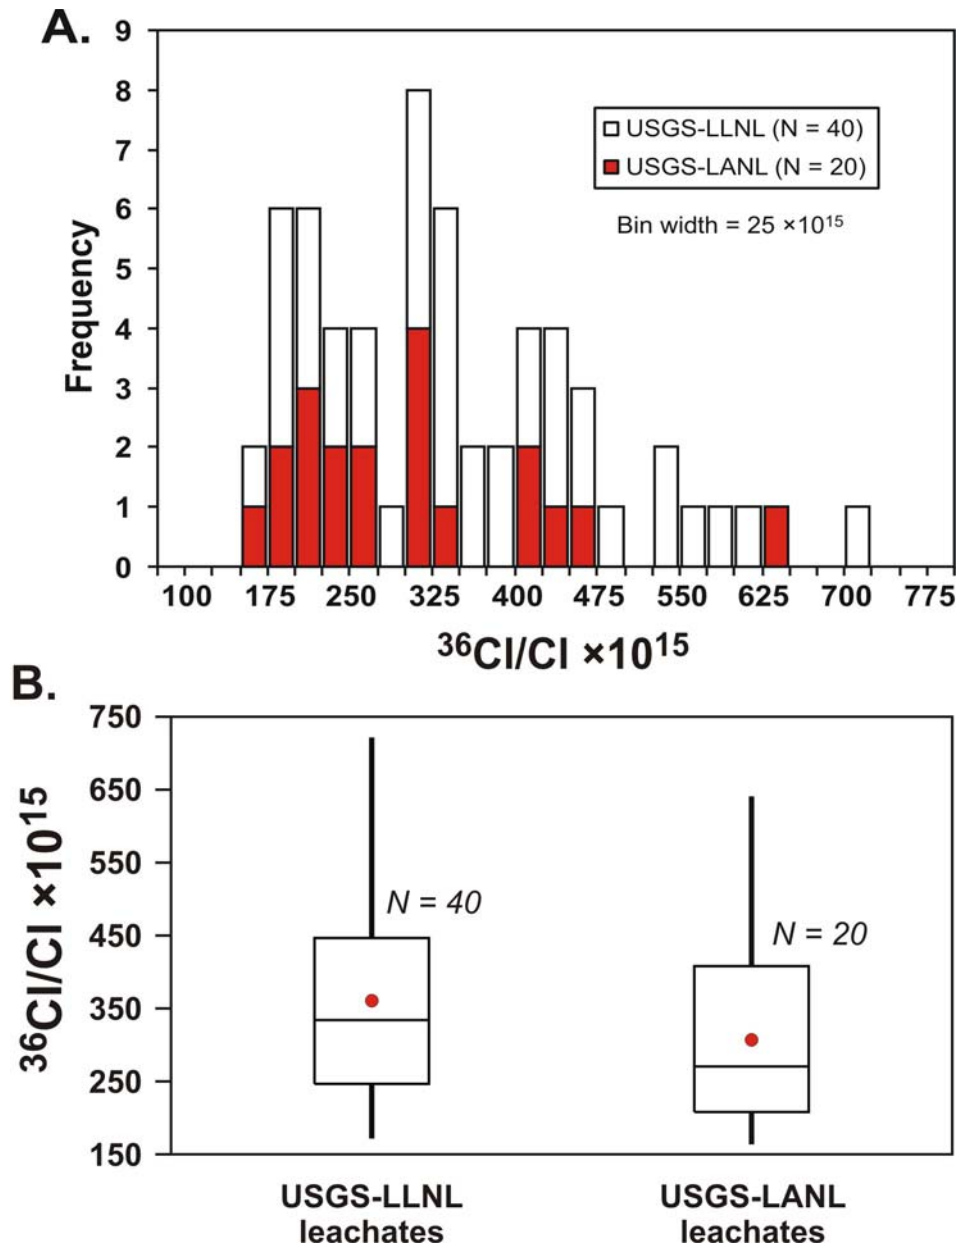 A.
9
8
7
6
5
4
3
2
1
0
Frequency
USGS-LLNL (N = 40)
USGS-LANL (N = 20)
Bin width = 25 ×10¹⁵
100 175 250 325 400 475 550 625 700 775
³⁶Cl/Cl ×10¹⁵
B.
750
650
550
450
350
250
150
³⁶Cl/Cl ×10¹⁵
N = 40
N = 20
USGS-LLNL
leachates
USGS-LANL
leachates